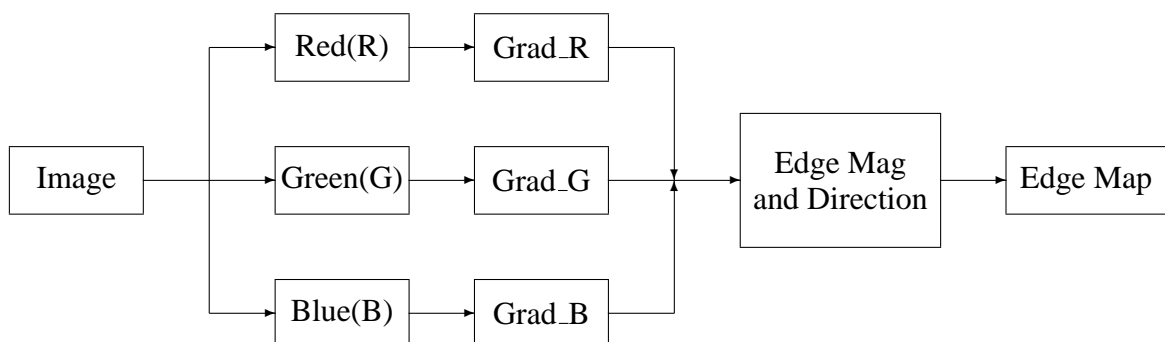 Red(R)
Grad_R
Image
Green(G)
Grad_G
Edge Mag
and Direction
Edge Map
Blue(B)
Grad_B